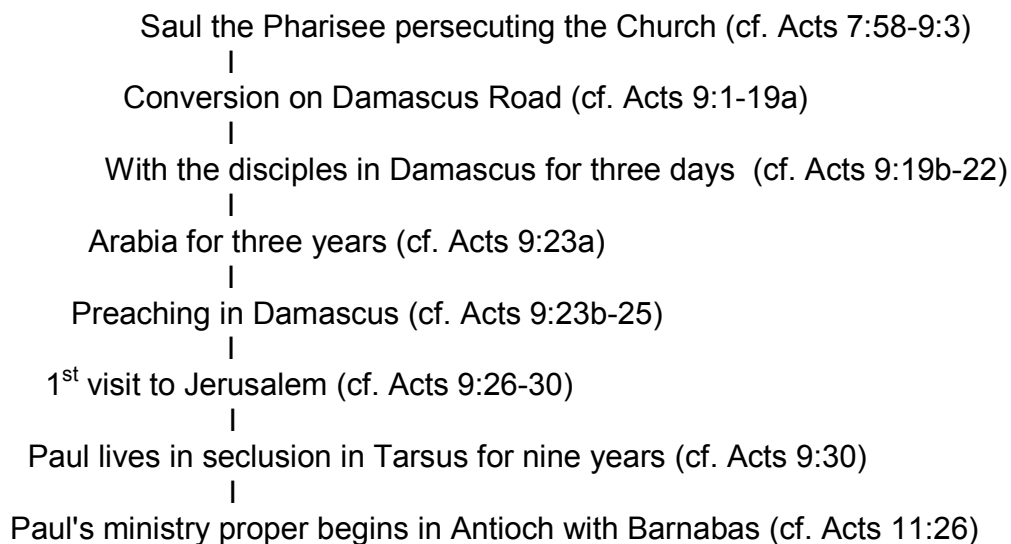 Saul the Pharisee persecuting the Church (cf. Acts 7:58-9:3)
|
Conversion on Damascus Road (cf. Acts 9:1-19a)
|
With the disciples in Damascus for three days (cf. Acts 9:19b-22)
|
Arabia for three years (cf. Acts 9:23a)
|
Preaching in Damascus (cf. Acts 9:23b-25)
|
1st visit to Jerusalem (cf. Acts 9:26-30)
|
Paul lives in seclusion in Tarsus for nine years (cf. Acts 9:30)
|
Paul's ministry proper begins in Antioch with Barnabas (cf. Acts 11:26)